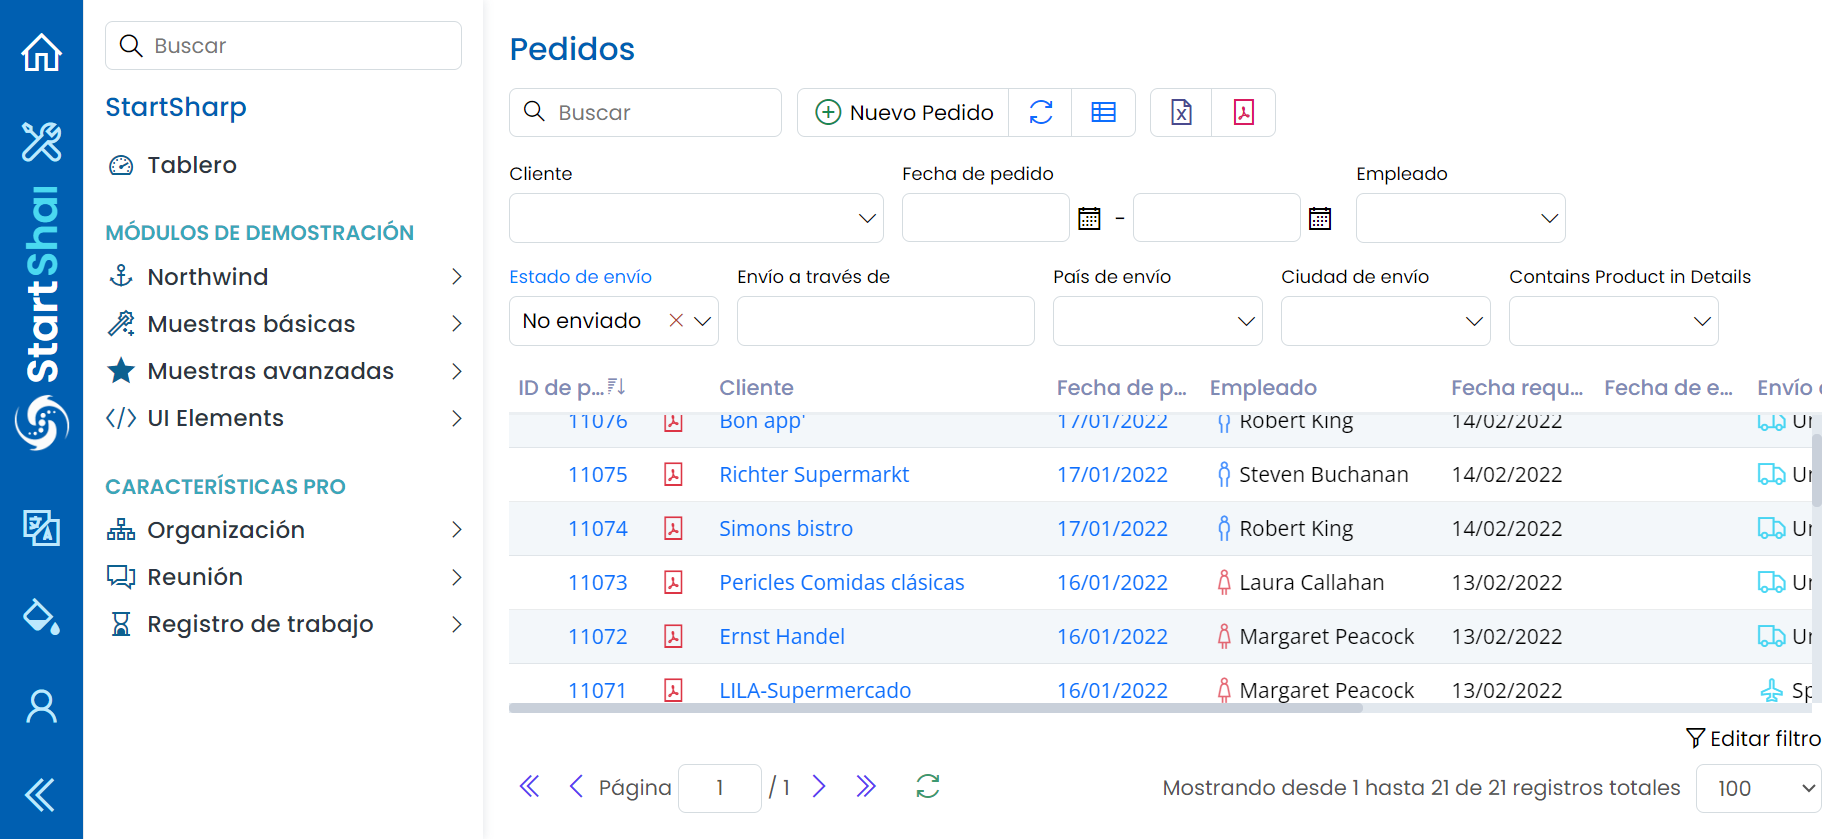 StartShar
Buscar
StartSharp
Tablero
MÓDULOS DE DEMOSTRACIÓN
Northwind
Muestras básicas
Muestras avanzadas
UI Elements
CARACTERÍSTICAS PRO
Organización
Reunión
Registro de trabajo
Pedidos
Buscar
Nuevo Pedido
Cliente
Fecha de pedido
Empleado
-
Estado de envío
Envío a través de
País de envío
Ciudad de envío
Contains Product in Details
No enviado
ID de p... Cliente Fecha de p... Empleado Fecha requ... Fecha de e... Envío
11076 Bon app' 17/01/2022 Robert King 14/02/2022
11075 Richter Supermarkt 17/01/2022 Steven Buchanan 14/02/2022
11074 Simons bistro 17/01/2022 Robert King 14/02/2022
11073 Pericles Comidas clásicas 16/01/2022 Laura Callahan 13/02/2022
11072 Ernst Handel 16/01/2022 Margaret Peacock 13/02/2022
11071 LILA-Supermercado 16/01/2022 Margaret Peacock 13/02/2022 Sp
Editar filtro
Página 1 / 1
Mostrando desde 1 hasta 21 de 21 registros totales
100